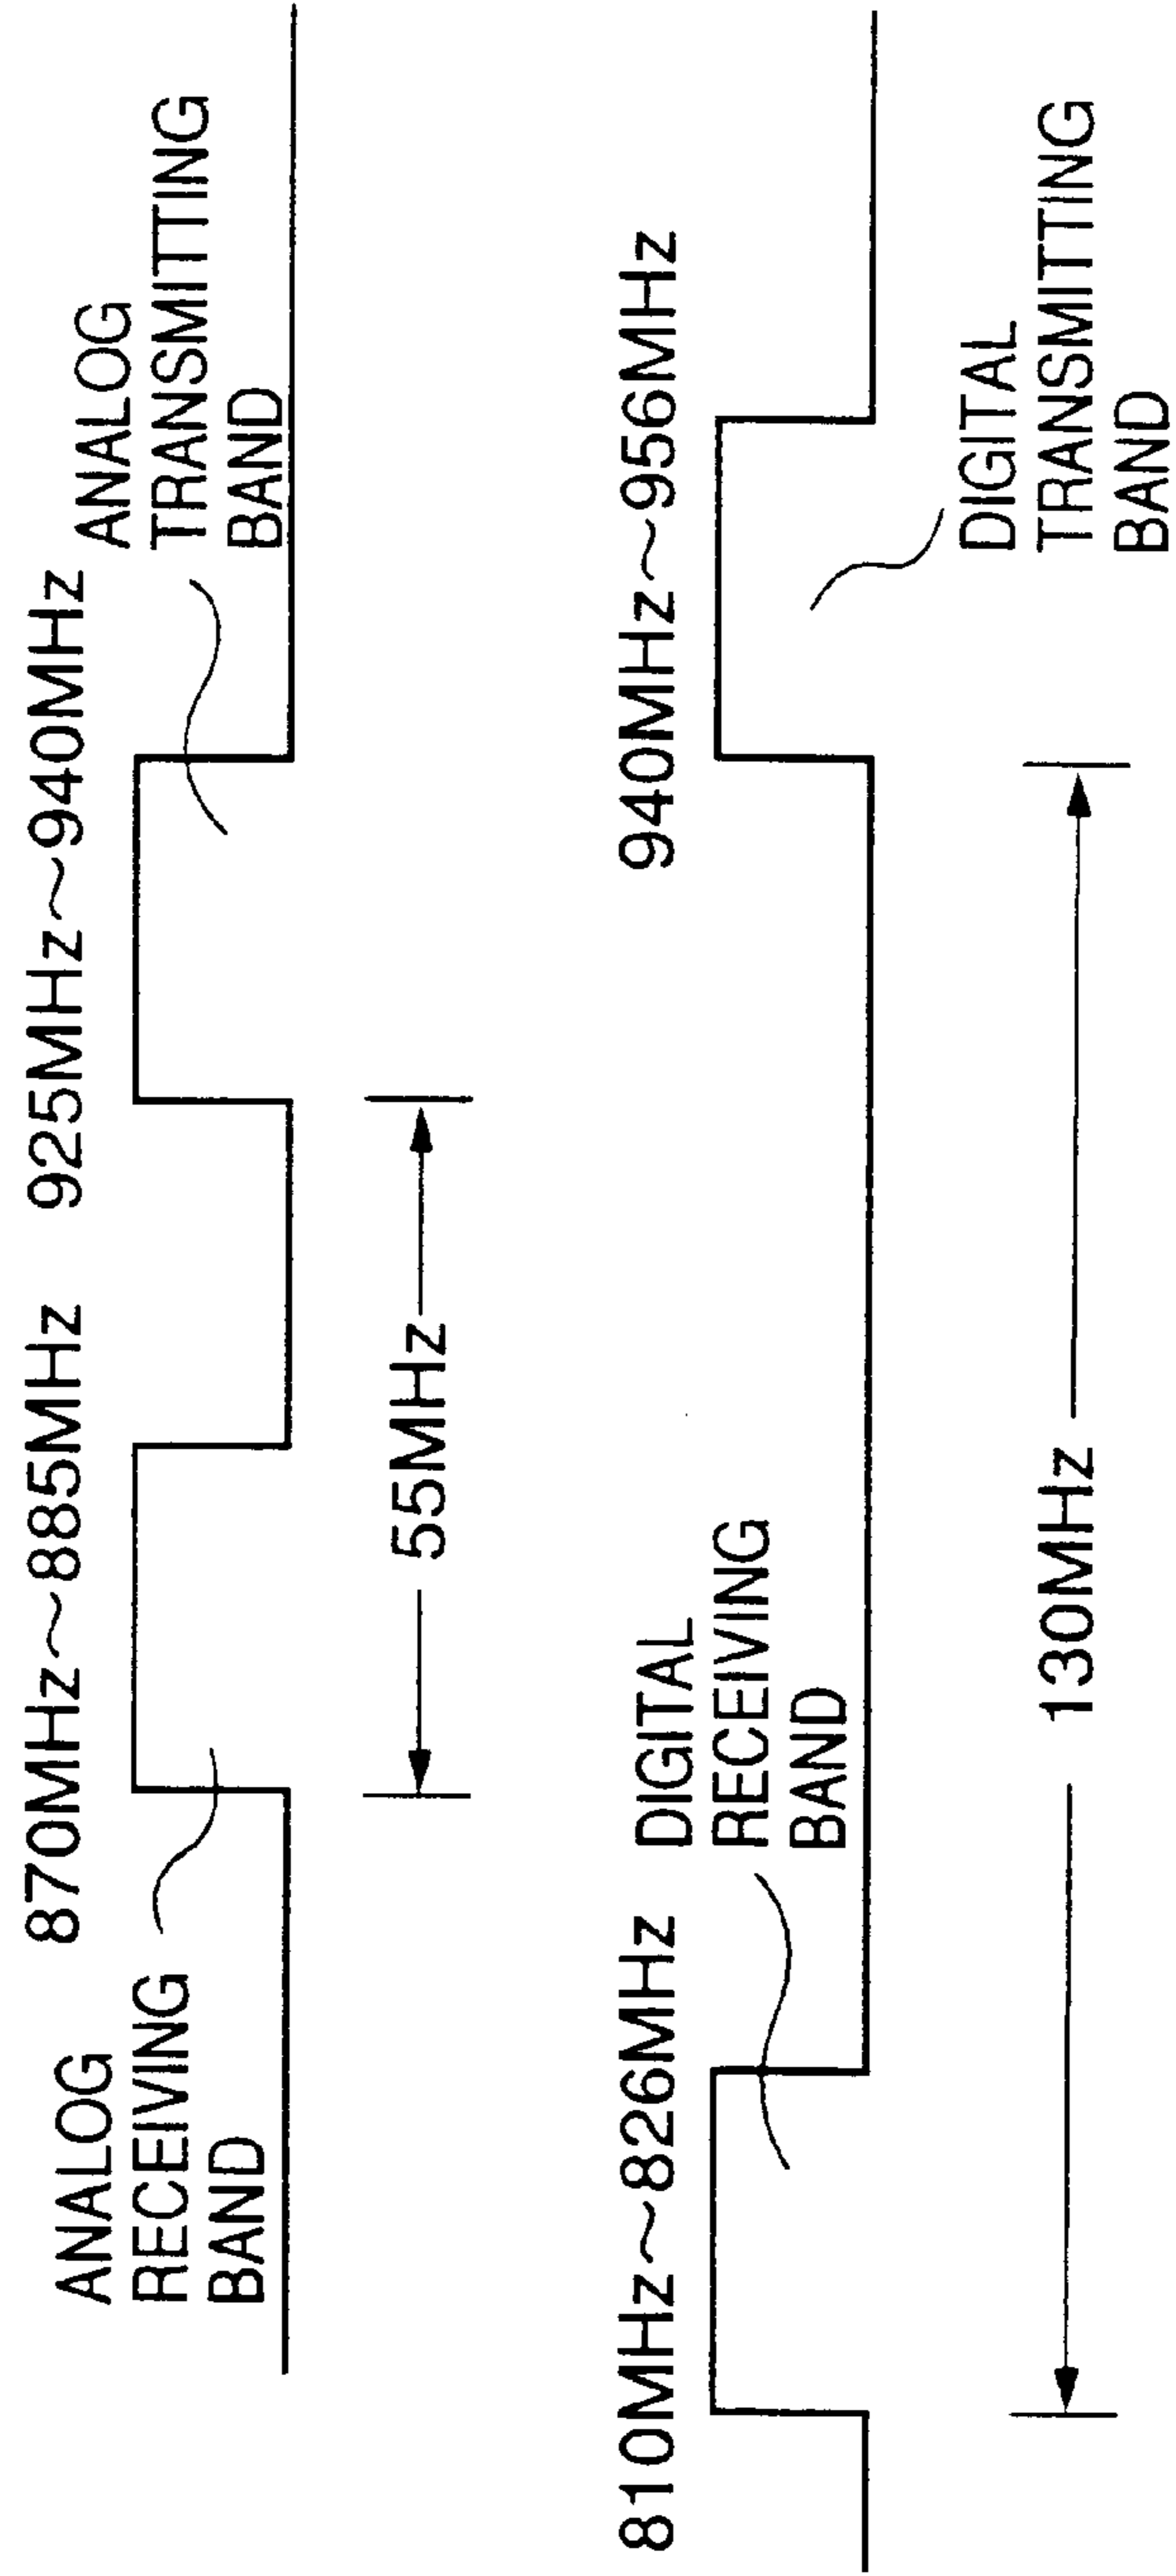 870MHz~885MHz
925MHz~940MHz
ANALOG
RECEIVING
BAND
ANALOG
TRANSMITTING
BAND
55MHz
810MHz~826MHz
940MHz~956MHz
DIGITAL
RECEIVING
BAND
DIGITAL
TRANSMITTING
BAND
130MHz